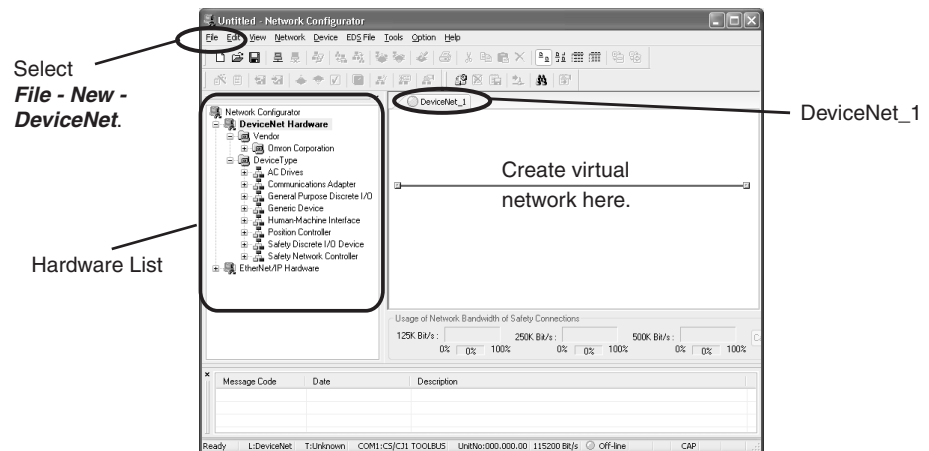 Untitled - Network Configurator
File Edit View Network Device EDS File Tools Option Help
Select
File - New -
DeviceNet.
DeviceNet_1
DeviceNet_1
Network Configurator
DeviceNet Hardware
Vendor
Omron Corporation
DeviceType
AC Drives
Communications Adapter
General Purpose Discrete I/O
Generic Device
Human-Machine Interface
Position Controller
Safety Discrete I/O Device
Safety Network Controller
EtherNet/IP Hardware
Hardware List
Create virtual
network here.
Usage of Network Bandwidth of Safety Connections
125K Bit/s : 250K Bit/s : 500K Bit/s :
0% 0% 100% 0% 0% 100% 0% 0% 100%
Message Code Date Description
Ready L:DeviceNet T:Unknown COM1:CS/CJ1 TOOLBUS UnitNo:000.000.00 115200 Bit/s Off-line CAP